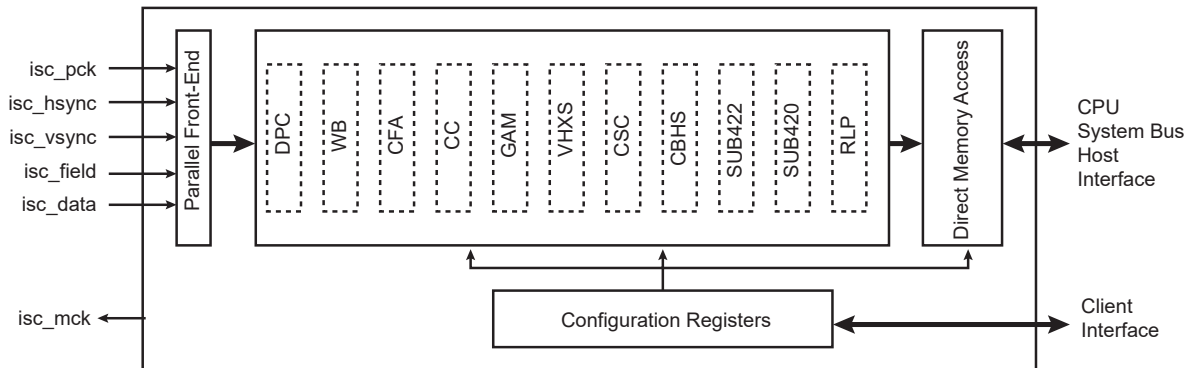 isc_pck
isc_hsync
isc_vsync
isc_field
isc_data
isc_mck
Parallel Front-End
DPC
WB
CFA
CC
GAM
VHXS
CSC
CBHS
SUB422
SUB420
RLP
Direct Memory Access
CPU
System Bus
Host
Interface
Configuration Registers
Client
Interface